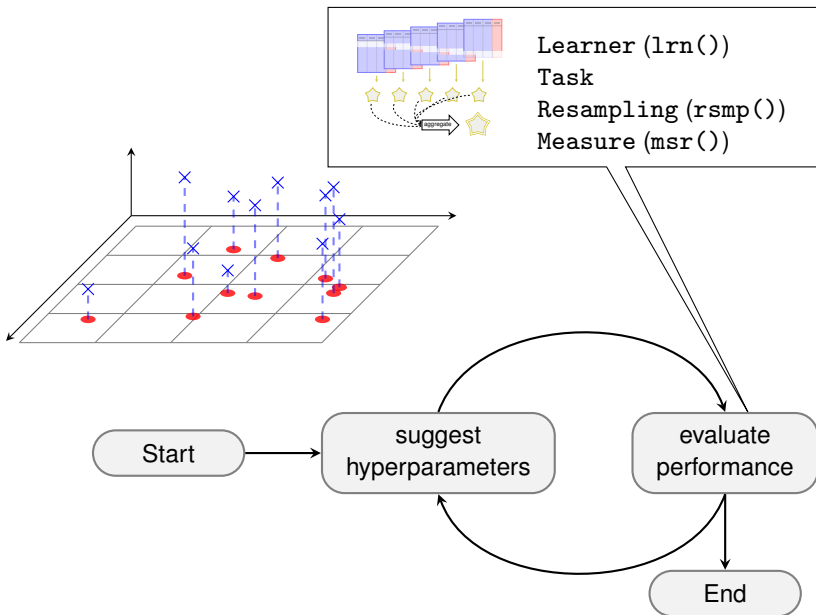 Learner (lrn())
Task
Resampling (rsmp())
Measure (msr())
aggregate
Start
suggest
hyperparameters
evaluate
performance
End